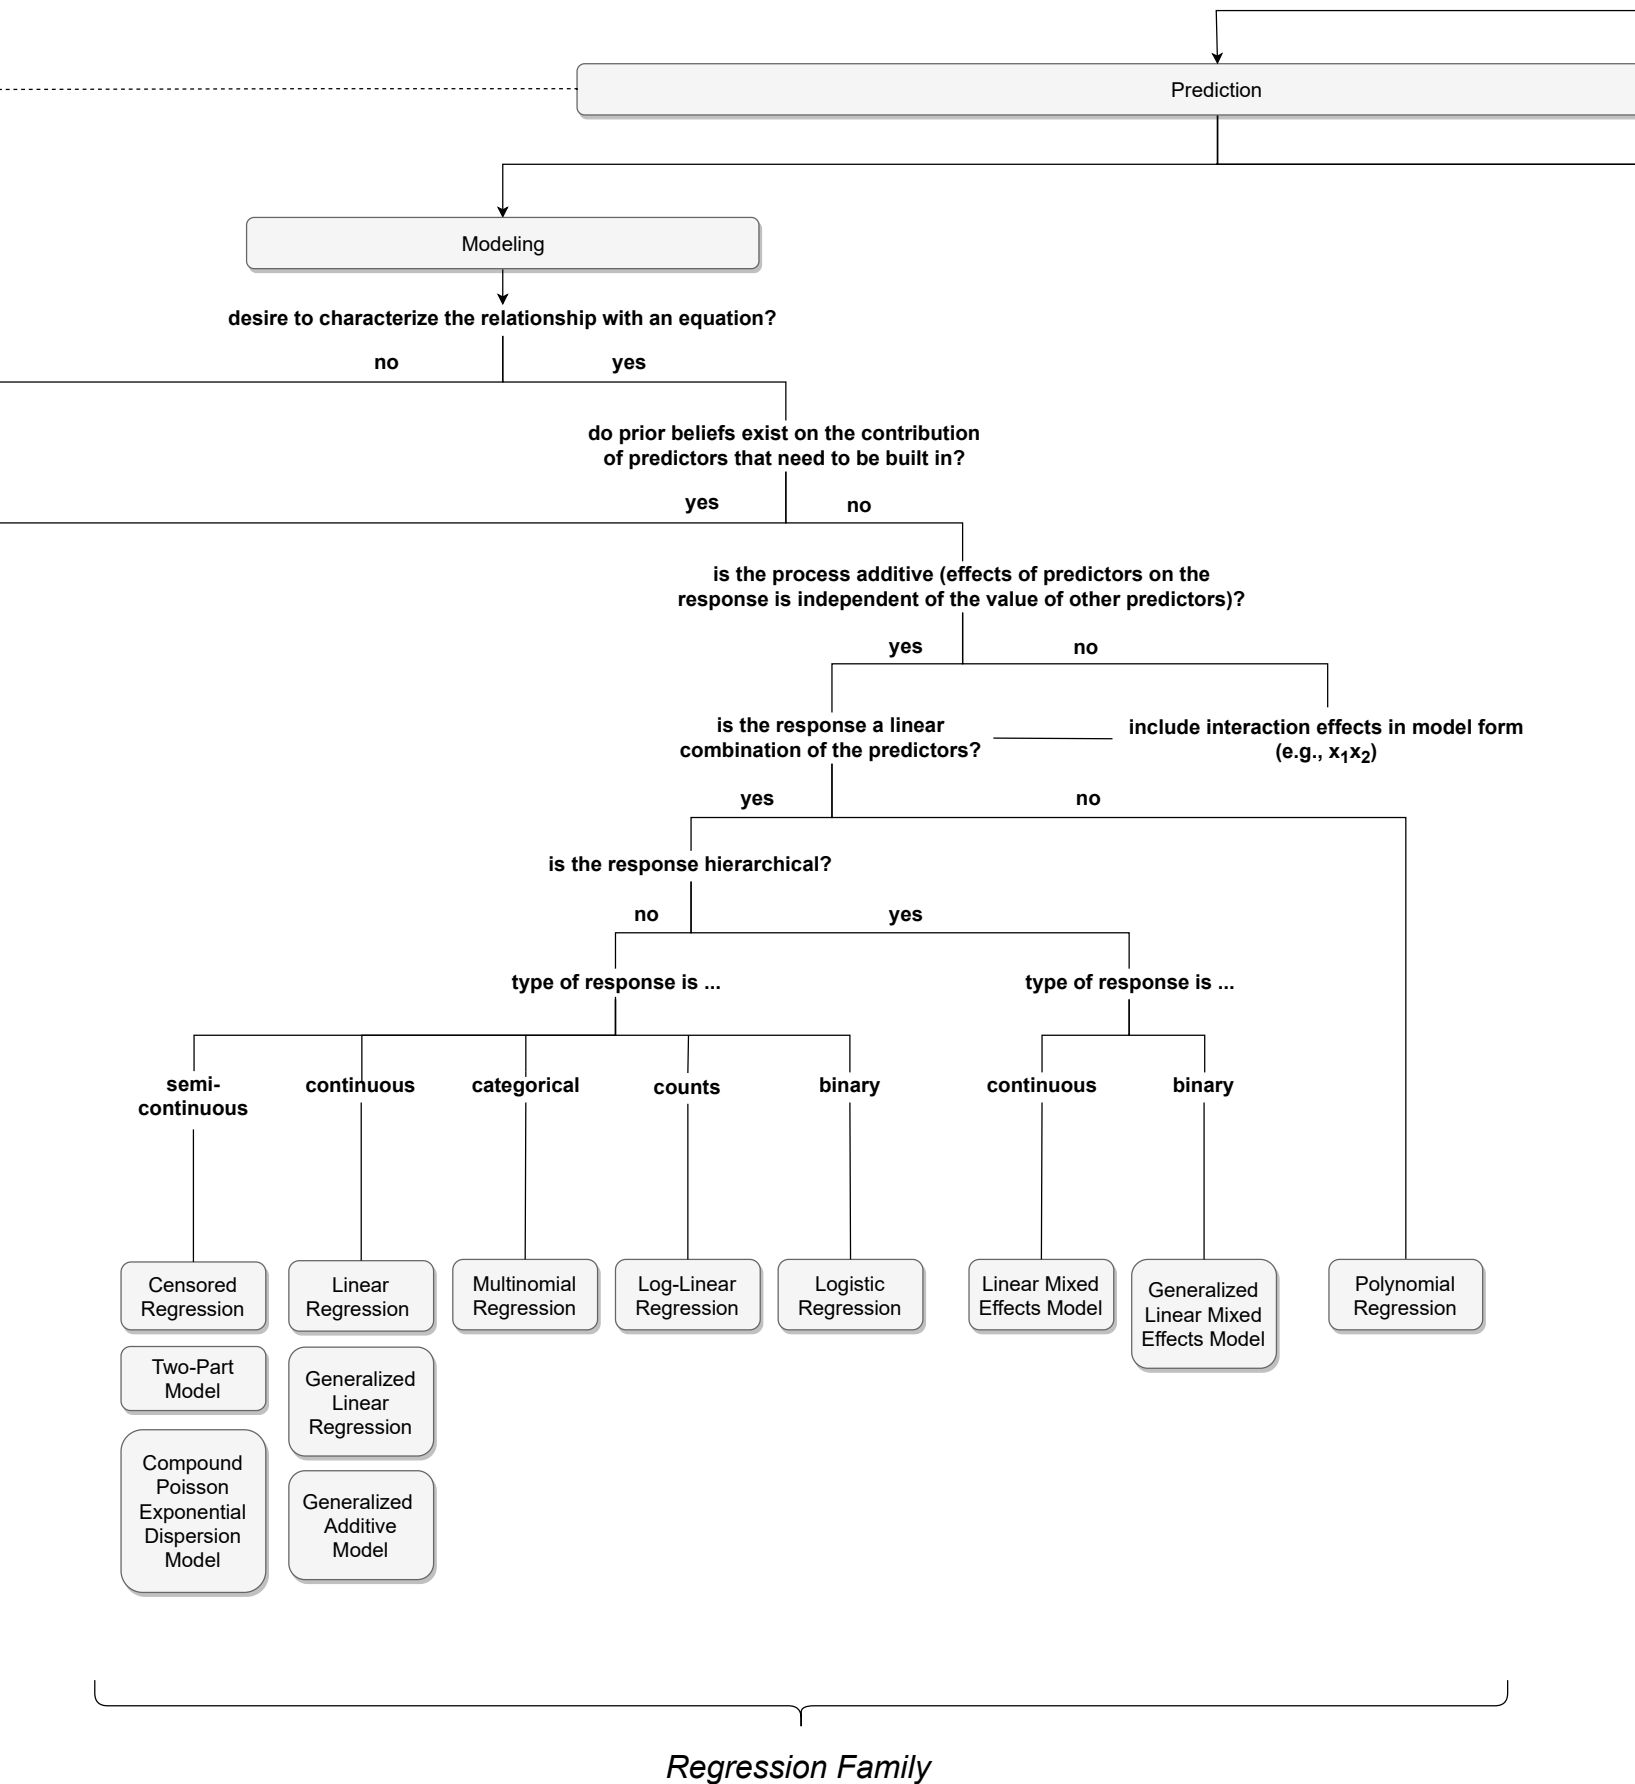 Prediction
Modeling
desire to characterize the relationship with an equation?
no
yes
do prior beliefs exist on the contribution
of predictors that need to be built in?
yes
no
is the process additive (effects of predictors on the
response is independent of the value of other predictors)?
yes
no
is the response a linear
combination of the predictors?
include interaction effects in model form
(e.g., x₁x₂)
yes
no
is the response hierarchical?
no
yes
type of response is ...
type of response is ...
semi-
continuous
continuous
categorical
counts
binary
continuous
binary
Censored
Regression
Linear
Regression
Multinomial
Regression
Log-Linear
Regression
Logistic
Regression
Linear Mixed
Effects Model
Generalized
Linear Mixed
Effects Model
Polynomial
Regression
Two-Part
Model
Generalized
Linear
Regression
Compound
Poisson
Exponential
Dispersion
Model
Generalized
Additive
Model
Regression Family